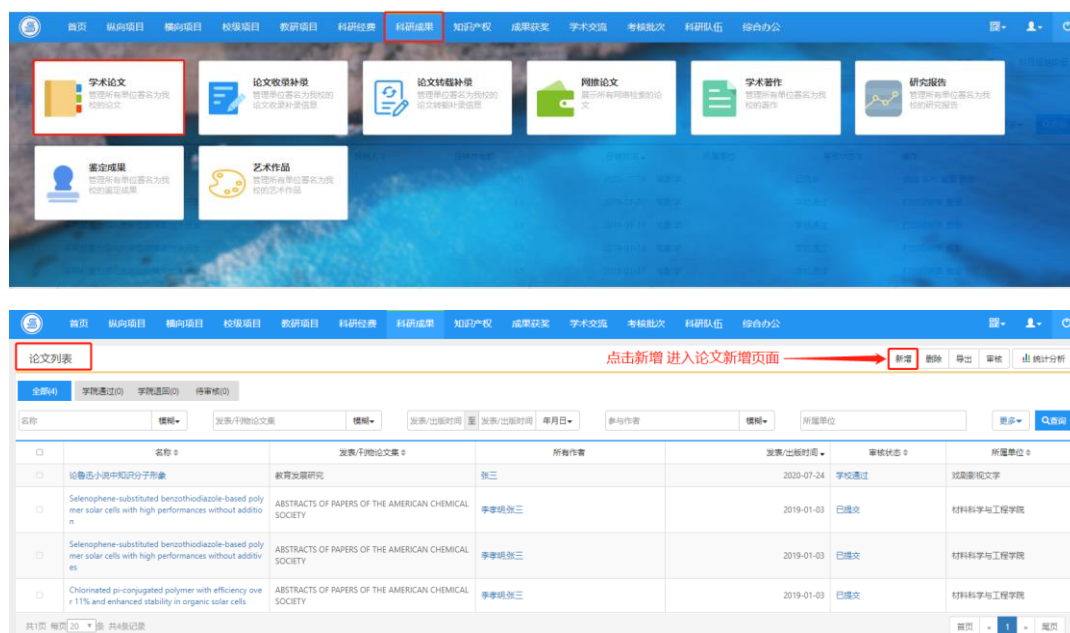 首页 纵向项目 横向项目 校级项目 教研项目 科研经费 科研成果 知识产权 成果获奖 学术交流 考核批次 科研队伍 综合办公
学术论文
管理所有单位署名为我
校的论文
论文收录补录
管理单位署名为我校的
论文收录补录信息
论文转载补录
管理单位署名为我校的
论文转载补录信息
网推论文
展示所有网络检索的论
文
学术著作
管理所有单位署名为我
校的著作
研究报告
管理所有单位署名为我
校的研究报告
鉴定成果
管理所有单位署名为我
校的鉴定成果
艺术作品
管理所有单位署名为我
校的艺术作品
首页 纵向项目 横向项目 校级项目 教研项目 科研经费 科研成果 知识产权 成果获奖 学术交流 考核批次 科研队伍 综合办公
论文列表 点击新增 进入论文新增页面 新增 删除 导出 审核 统计分析
全部(4) 学院通过(0) 学院退回(0) 待审核(0)
名称 模糊 发表/刊物论文集 模糊 发表/出版时间 至 发表/出版时间 年月日 参与作者 模糊 所属单位 更多 查询
名称 发表/刊物论文集 所有作者 发表/出版时间 审核状态 所属单位
论鲁迅小说中知识分子形象 教育发展研究 张三 2020-07-24 学校通过 戏剧影视文学
Selenophene-substituted benzothiodiazole-based poly
mer solar cells with high performances without additio
n
ABSTRACTS OF PAPERS OF THE AMERICAN CHEMICAL
SOCIETY
李孝明;张三 2019-01-03 已提交 材料科学与工程学院
Selenophene-substituted benzothiodiazole-based poly
mer solar cells with high performances without additiv
es
ABSTRACTS OF PAPERS OF THE AMERICAN CHEMICAL
SOCIETY
李孝明;张三 2019-01-03 已提交 材料科学与工程学院
Chlorinated pi-conjugated polymer with efficiency ove
r 11% and enhanced stability in organic solar cells
ABSTRACTS OF PAPERS OF THE AMERICAN CHEMICAL
SOCIETY
李孝明;张三 2019-01-03 已提交 材料科学与工程学院
共1页 每页 20 条 共4条记录 首页 « 1 » 尾页